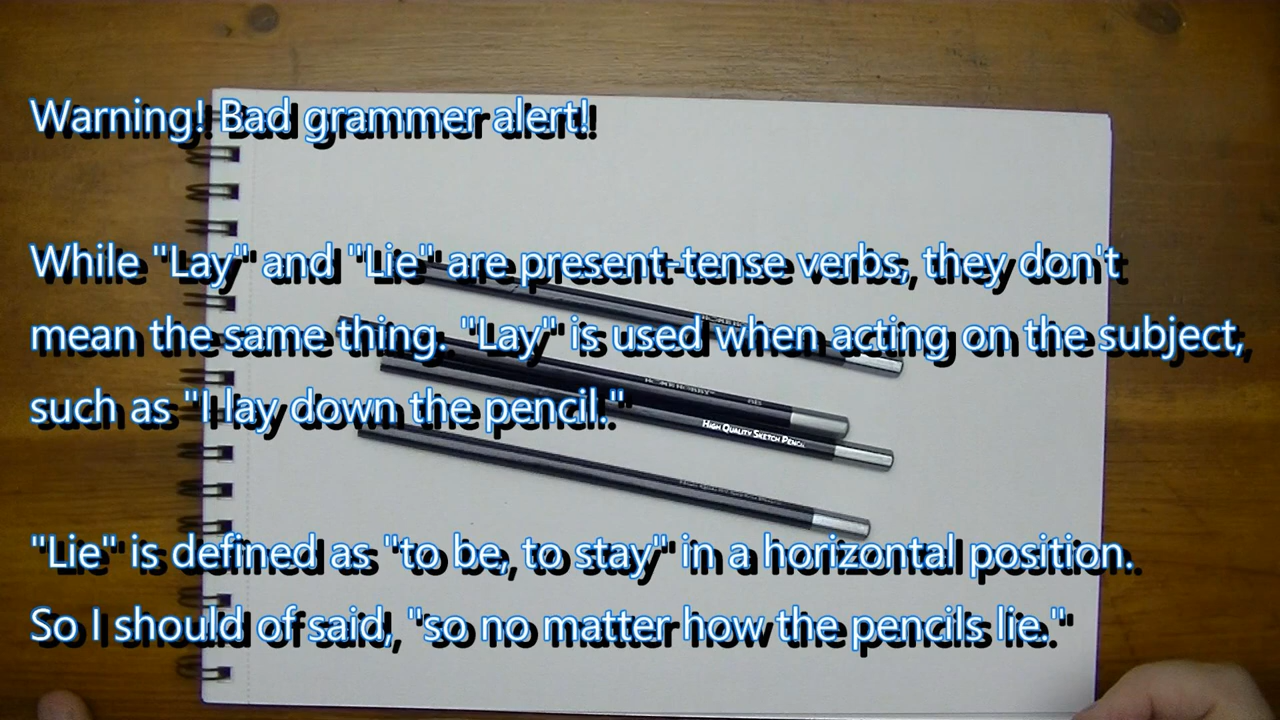 Warning! Bad grammer alert!
While "Lay" and "Lie" are present-tense verbs, they don't
mean the same thing. "Lay" is used when acting on the subject,
such as "I lay down the pencil."
High Quality Sketch Pencil
"Lie" is defined as "to be, to stay" in a horizontal position.
So I should of said, "so no matter how the pencils lie."